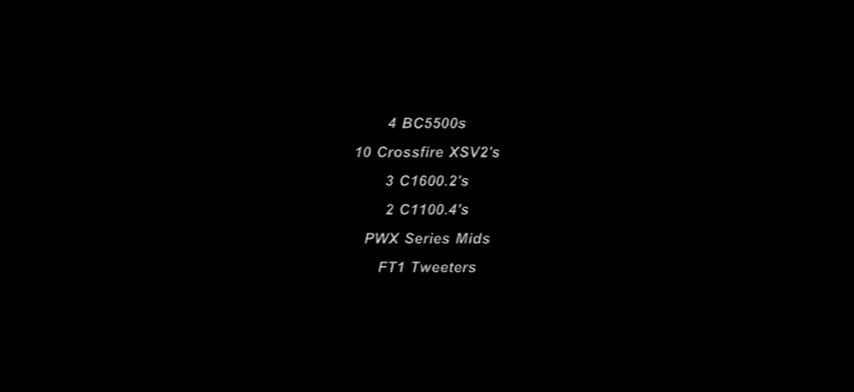 4 BC5500s
10 Crossfire XSV2's
3 C1600.2's
2 C1100.4's
PWX Series Mids
FT1 Tweeters